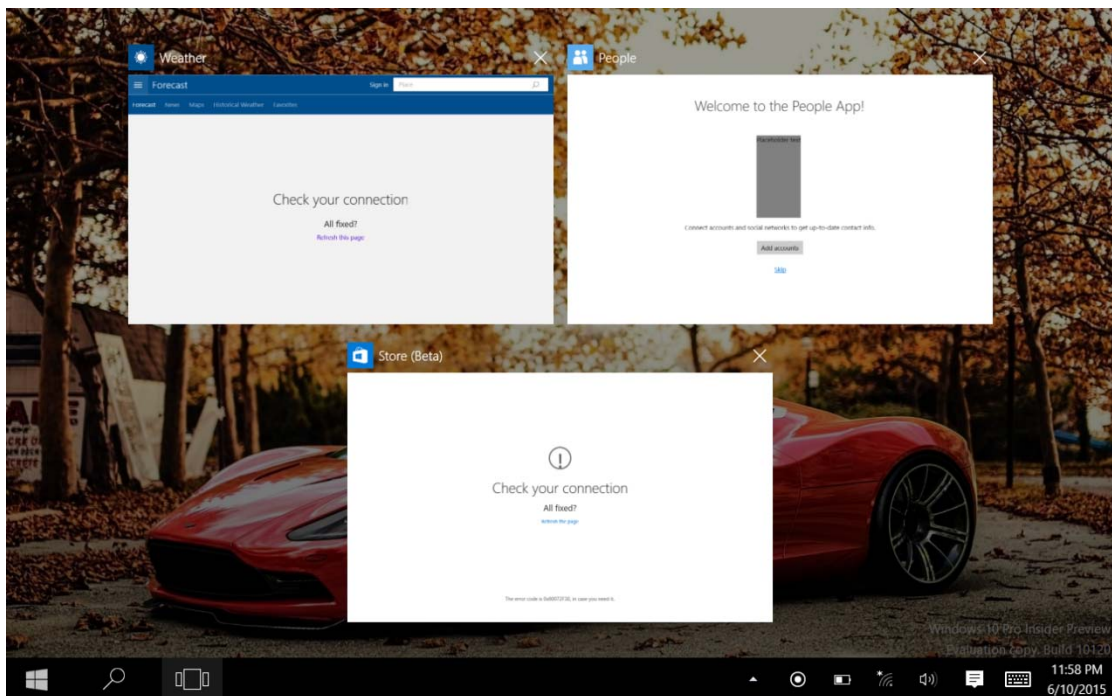 Weather
Forecast
Sign in
Forecast News Maps Historical Weather Favorites
Check your connection
All fixed?
Refresh this page
People
Welcome to the People App!
Placeholder text
Connect accounts and social networks to get up-to-date contact info.
Add accounts
Skip
Store (Beta)
Check your connection
All fixed?
Refresh the page
Windows 10 Pro Insider Preview
Evaluation copy. Build 10120
11:58 PM
6/10/2015